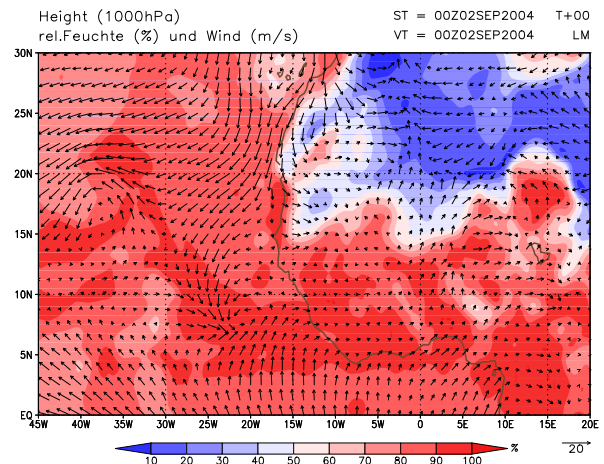 Height (1000hPa) ST = 00Z02SEP2004 T+00
rel.Feuchte (%) und Wind (m/s) VT = 00Z02SEP2004 LM
30N
25N
20N
15N
10N
5N
EQ
45W 40W 35W 30W 25W 20W 15W 10W 5W 0 5E 10E 15E 20E
10 20 30 40 50 60 70 80 90 100 % 20